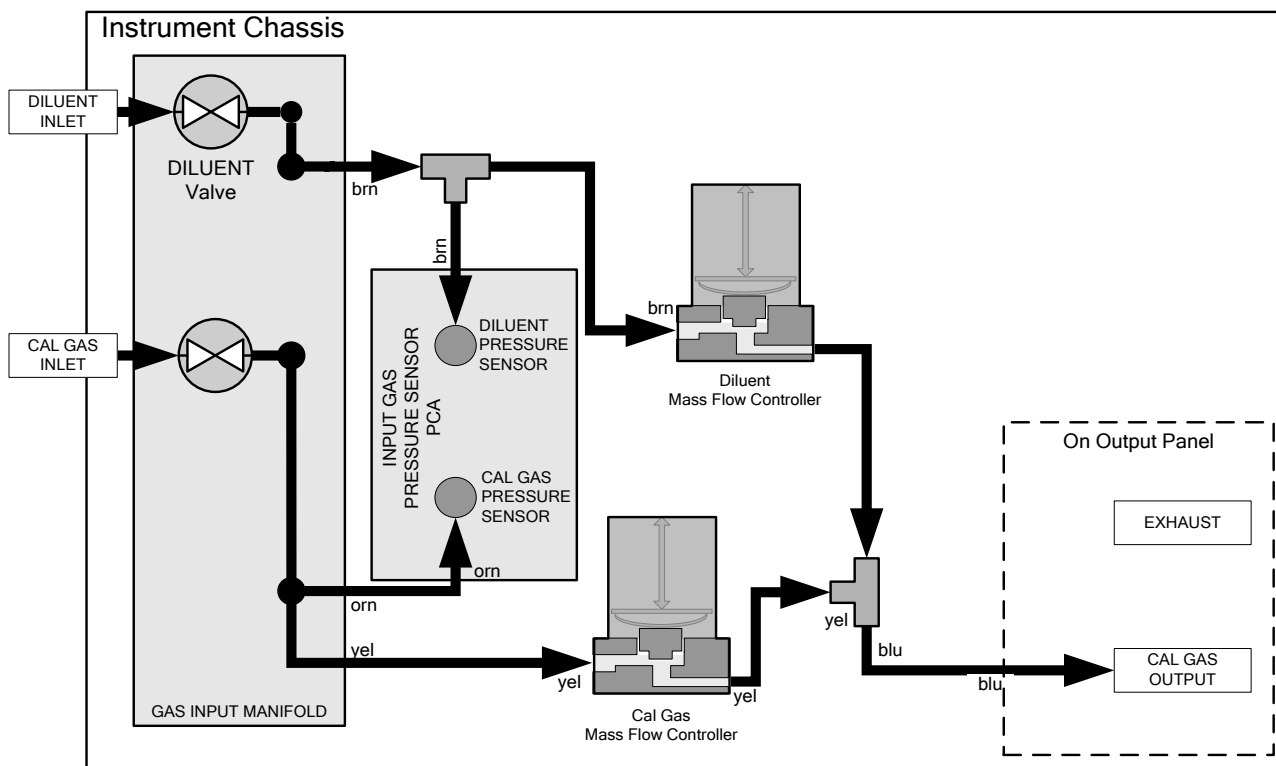 Instrument Chassis
DILUENT
INLET
DILUENT
Valve
brn
brn
brn
CAL GAS
INLET
INPUT GAS
PRESSURE SENSOR
PCA
DILUENT
PRESSURE
SENSOR
Diluent
Mass Flow Controller
CAL GAS
PRESSURE
SENSOR
orn
orn
yel
yel
yel
yel
blu
blu
Cal Gas
Mass Flow Controller
GAS INPUT MANIFOLD
On Output Panel
EXHAUST
CAL GAS
OUTPUT